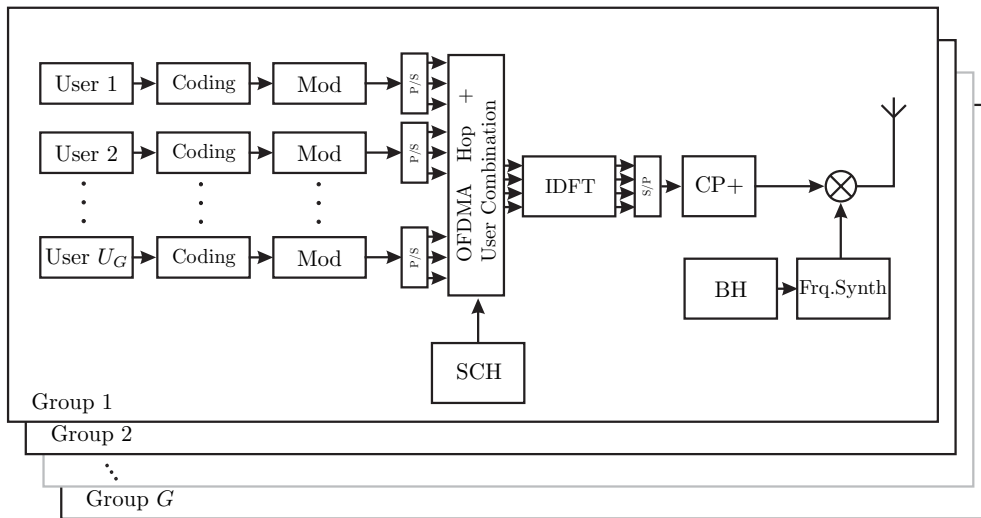 User 1
Coding
Mod
P/S
User 2
Coding
Mod
P/S
User U_G
Coding
Mod
P/S
OFDMA Hop +
User Combination
SCH
IDFT
S/P
CP+
BH
Frq.Synth
Group 1
Group 2
Group G